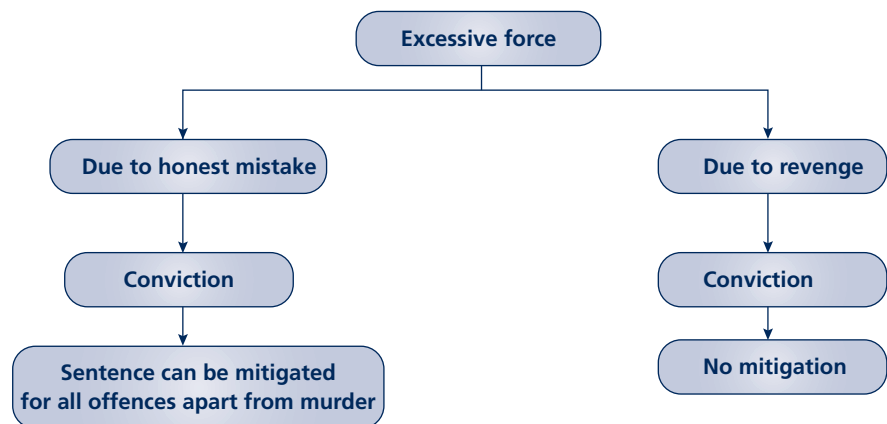 Excessive force
Due to honest mistake
Due to revenge
Conviction
Conviction
Sentence can be mitigated
for all offences apart from murder
No mitigation